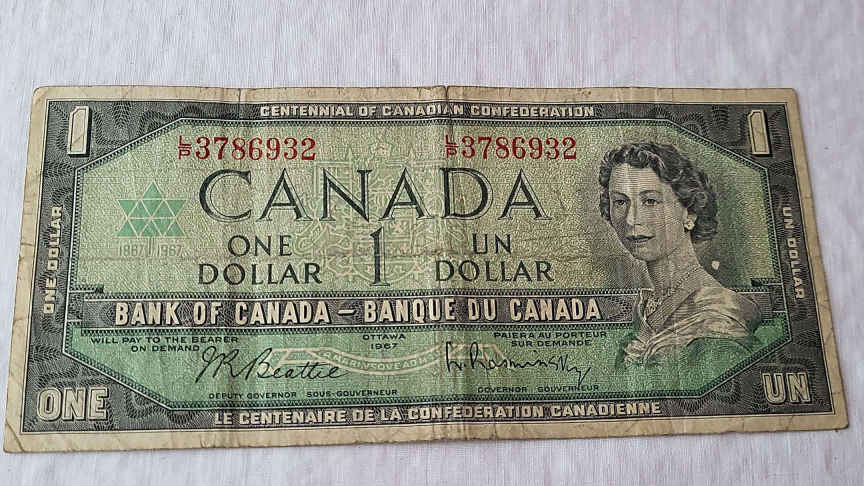 CENTENNIAL OF CANADIAN CONFEDERATION
1 1
L/P 3786932 L/P 3786932
CANADA
1867 1967
ONE DOLLAR 1 UN DOLLAR
ONE DOLLAR
UN DOLLAR
BANK OF CANADA – BANQUE DU CANADA
WILL PAY TO THE BEARER ON DEMAND
OTTAWA 1967
PAIERA AU PORTEUR SUR DEMANDE
J.R. Beattie
L. Rasminsky
DEPUTY GOVERNOR SOUS-GOUVERNEUR
GOVERNOR GOUVERNEUR
ONE UN
LE CENTENAIRE DE LA CONFEDERATION CANADIENNE